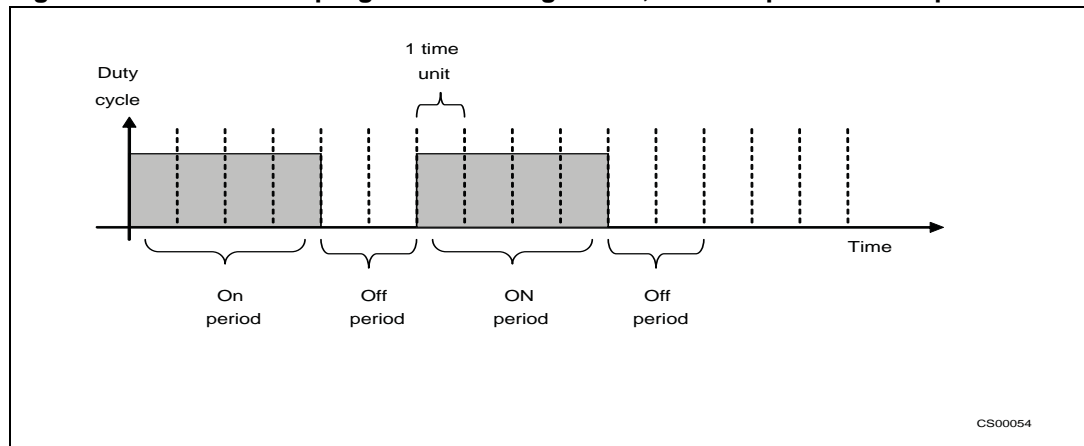 1 time
unit
Duty
cycle
Time
On
period
Off
period
ON
period
Off
period
CS00054